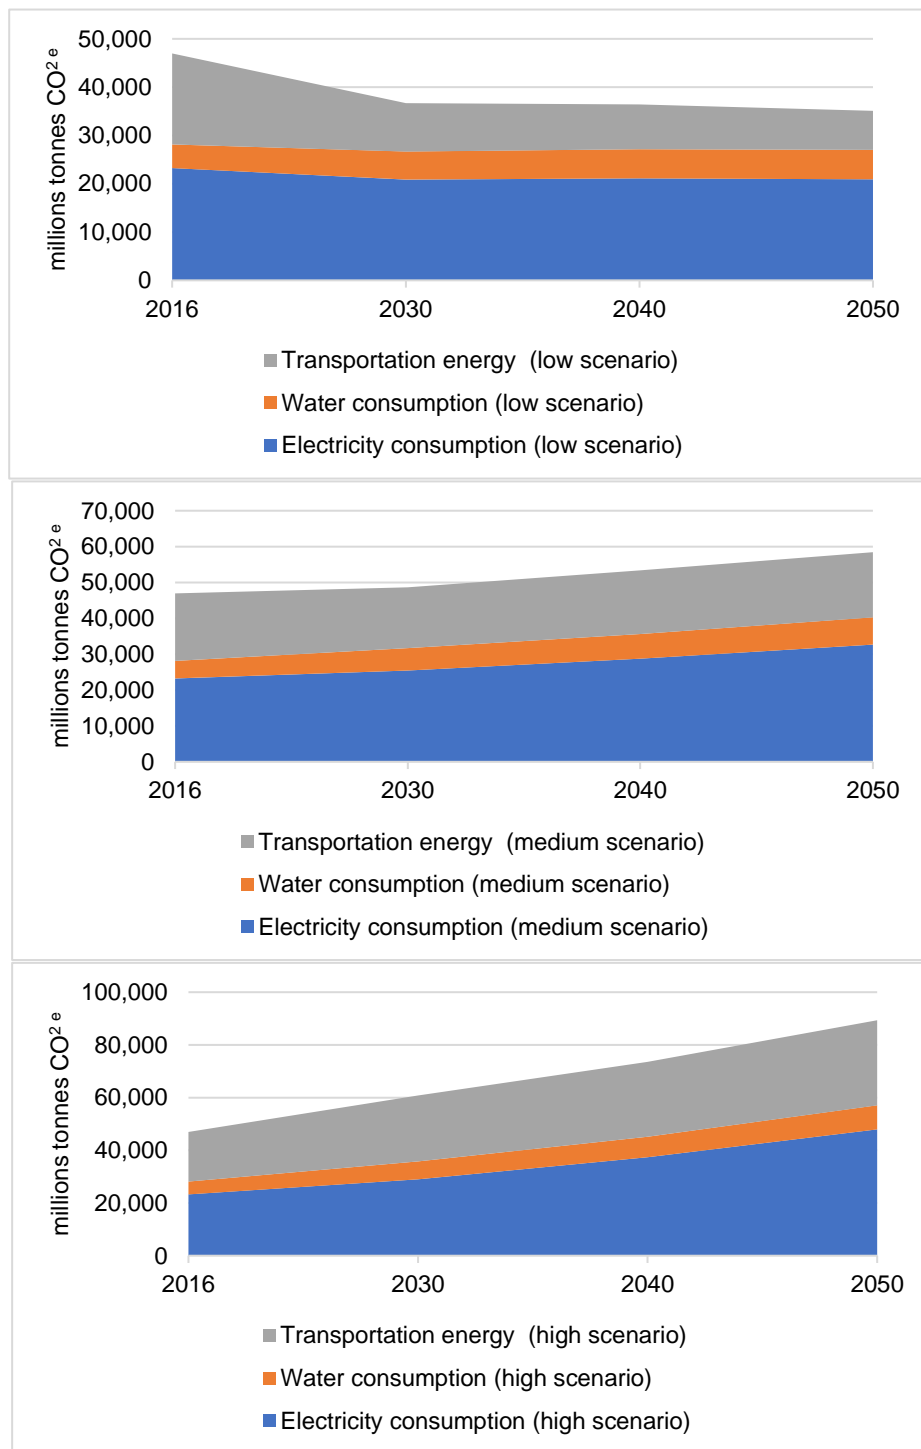 50,000
40,000
30,000
20,000
10,000
0
millions tonnes CO² ᵉ
2016 2030 2040 2050
Transportation energy (low scenario)
Water consumption (low scenario)
Electricity consumption (low scenario)
70,000
60,000
50,000
40,000
30,000
20,000
10,000
0
millions tonnes CO² ᵉ
2016 2030 2040 2050
Transportation energy (medium scenario)
Water consumption (medium scenario)
Electricity consumption (medium scenario)
100,000
80,000
60,000
40,000
20,000
0
millions tonnes CO² ᵉ
2016 2030 2040 2050
Transportation energy (high scenario)
Water consumption (high scenario)
Electricity consumption (high scenario)